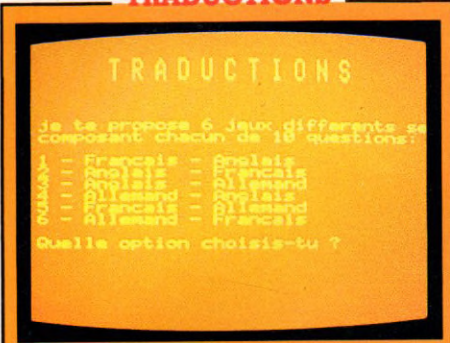 TRADUCTIONS
TRADUCTIONS
je te propose 6 jeux differents se
composant chacun de 10 questions:
1 - Francais - Anglais
2 - Anglais - Francais
3 - Anglais - Allemand
4 - Allemand - Anglais
5 - Francais - Allemand
6 - Allemand - Francais
Quelle option choisis-tu ?